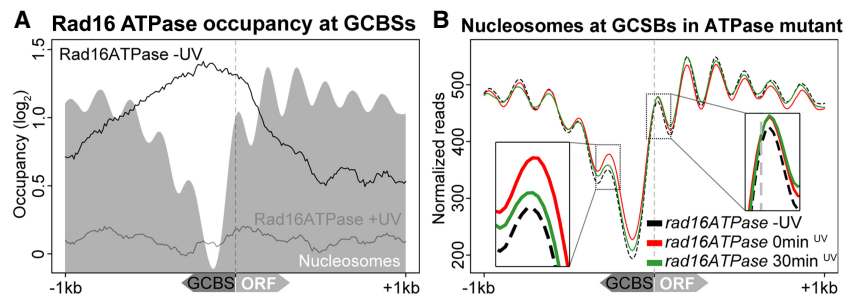 A
Rad16 ATPase occupancy at GCBSs
Rad16ATPase -UV
Occupancy (log2)
1.5
1.0
0.5
0
Rad16ATPase +UV
Nucleosomes
-1kb
GCBS
ORF
+1kb
B
Nucleosomes at GCSBs in ATPase mutant
Normalized reads
500
400
300
200
rad16ATPase -UV
rad16ATPase 0min UV
rad16ATPase 30min UV
-1kb
GCBS
ORF
+1kb